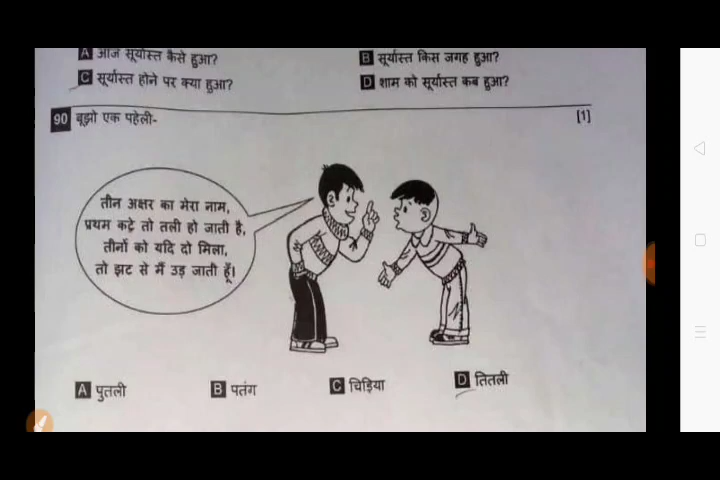 A आज सूर्यास्त कैसे हुआ?
B सूर्यास्त किस जगह हुआ?
C सूर्यास्त होने पर क्या हुआ?
D शाम को सूर्यास्त कब हुआ?
90 बूझो एक पहेली-
[1]
तीन अक्षर का मेरा नाम,
प्रथम कटे तो तली हो जाती है,
तीनों को यदि दो मिला,
तो झट से मैं उड़ जाती हूँ।
A पुतली
B पतंग
C चिड़िया
D तितली